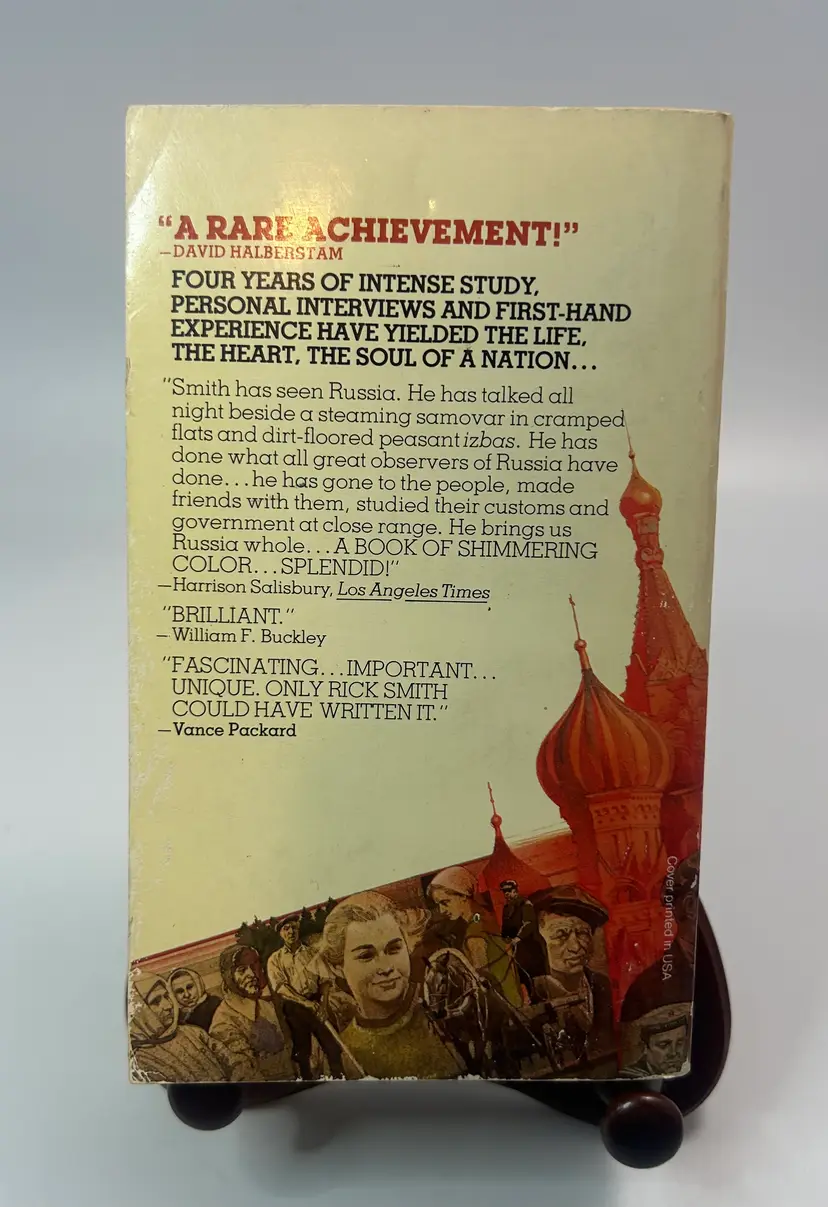 “A RARE ACHIEVEMENT!”
—DAVID HALBERSTAM
FOUR YEARS OF INTENSE STUDY,
PERSONAL INTERVIEWS AND FIRST-HAND
EXPERIENCE HAVE YIELDED THE LIFE,
THE HEART, THE SOUL OF A NATION...
"Smith has seen Russia. He has talked all
night beside a steaming samovar in cramped
flats and dirt-floored peasant izbas. He has
done what all great observers of Russia have
done...he has gone to the people, made
friends with them, studied their customs and
government at close range. He brings us
Russia whole...A BOOK OF SHIMMERING
COLOR...SPLENDID!"
—Harrison Salisbury, Los Angeles Times
"BRILLIANT."
—William F. Buckley
"FASCINATING...IMPORTANT...
UNIQUE. ONLY RICK SMITH
COULD HAVE WRITTEN IT."
—Vance Packard
Cover printed in USA